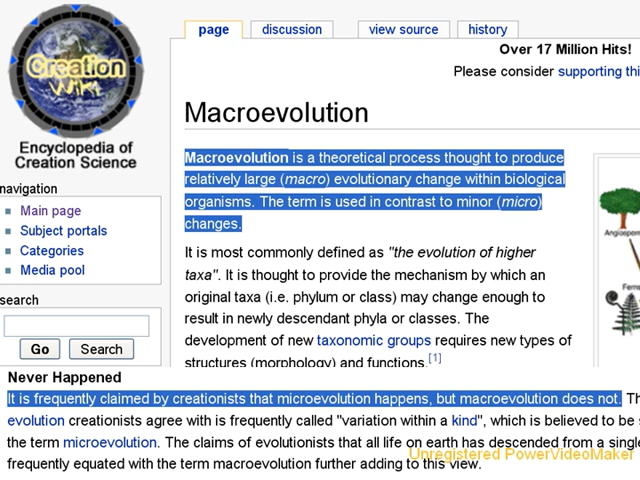 page
discussion
view source
history
Over 17 Million Hits!
Please consider supporting thi
Creation
Wiki
Encyclopedia of
Creation Science
Macroevolution
navigation
Main page
Subject portals
Categories
Media pool
search
Go
Search
Macroevolution is a theoretical process thought to produce
relatively large (macro) evolutionary change within biological
organisms. The term is used in contrast to minor (micro)
changes.
It is most commonly defined as "the evolution of higher
taxa". It is thought to provide the mechanism by which an
original taxa (i.e. phylum or class) may change enough to
result in newly descendant phyla or classes. The
development of new taxonomic groups requires new types of
structures (morphology) and functions.[1]
Angiosperm
Ferns
Never Happened
It is frequently claimed by creationists that microevolution happens, but macroevolution does not. Th
evolution creationists agree with is frequently called "variation within a kind", which is believed to be s
the term microevolution. The claims of evolutionists that all life on earth has descended from a single
frequently equated with the term macroevolution further adding to this view.
Unregistered PowerVideoMaker